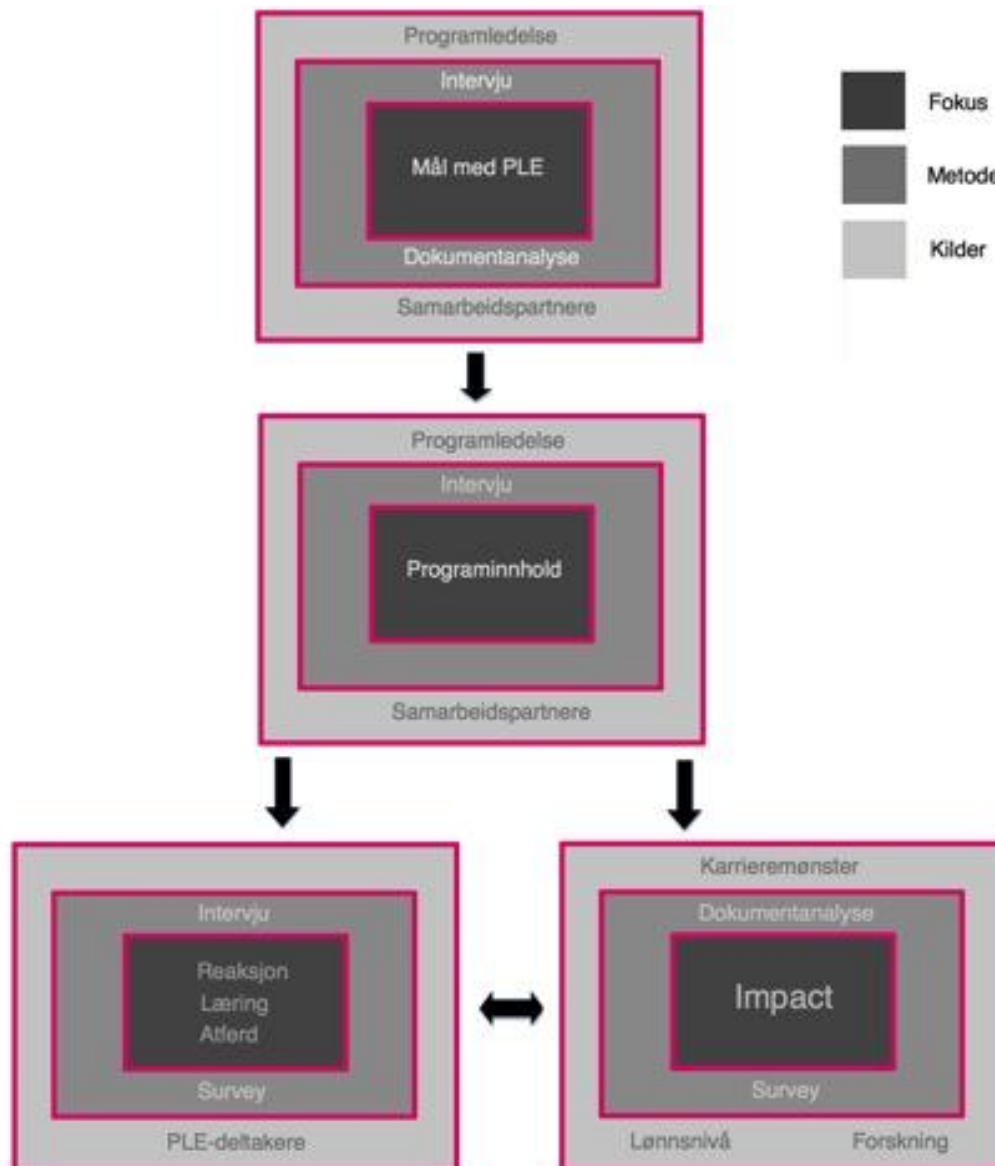 Programledelse
Intervju
Mål med PLE
Dokumentanalyse
Samarbeidspartnere
Fokus
Metode
Kilder
Programledelse
Intervju
Programinnhold
Samarbeidspartnere
Intervju
Reaksjon
Læring
Atferd
Survey
PLE-deltakere
Karrieremønster
Dokumentanalyse
Impact
Survey
Lønnsnivå Forskning